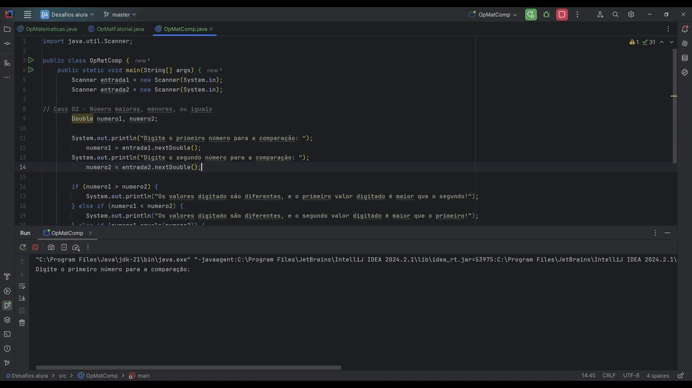 Desafios alura
master
OpMatComp
OpMatematicas.java
OpMatFatorial.java
OpMatComp.java
1 import java.util.Scanner;
1 31
2
3 public class OpMatComp { new *
4 public static void main(String[] args) { new *
5 Scanner entrada1 = new Scanner(System.in);
6 Scanner entrada2 = new Scanner(System.in);
7
8 // Caso 02 - Número maiores, menores, ou iguais
9 Double numero1, numero2;
10
11 System.out.println("Digite o primeiro número para a comparação: ");
12 numero1 = entrada1.nextDouble();
13 System.out.println("Digite o segundo número para a comparação: ");
14 numero2 = entrada2.nextDouble();
15
16 if (numero1 > numero2) {
17 System.out.println("Os valores digitado são diferentes, e o primeiro valor digitado é maior que o segundo!");
18 } else if (numero1 < numero2) {
19 System.out.println("Os valores digitado são diferentes, e o segundo valor digitado é maior que o primeiro!");
Run
OpMatComp
"C:\Program Files\Java\jdk-21\bin\java.exe" "-javaagent:C:\Program Files\JetBrains\IntelliJ IDEA 2024.2.1\lib\idea_rt.jar=53975:C:\Program Files\JetBrains\IntelliJ IDEA 2024.2.1\
Digite o primeiro número para a comparação:
Desafios alura > src > OpMatComp > main
14:45 CRLF UTF-8 4 spaces